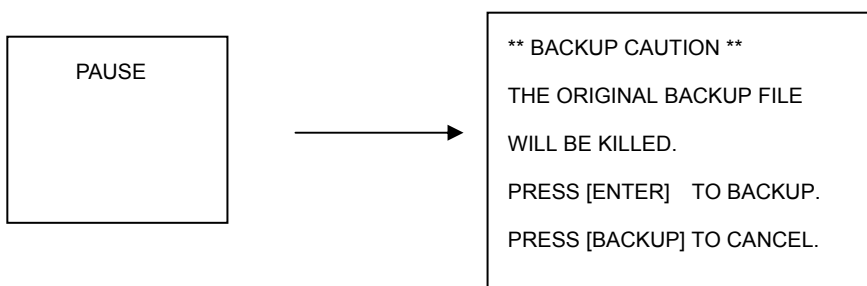 PAUSE
** BACKUP CAUTION **
THE ORIGINAL BACKUP FILE
WILL BE KILLED.
PRESS [ENTER] TO BACKUP.
PRESS [BACKUP] TO CANCEL.